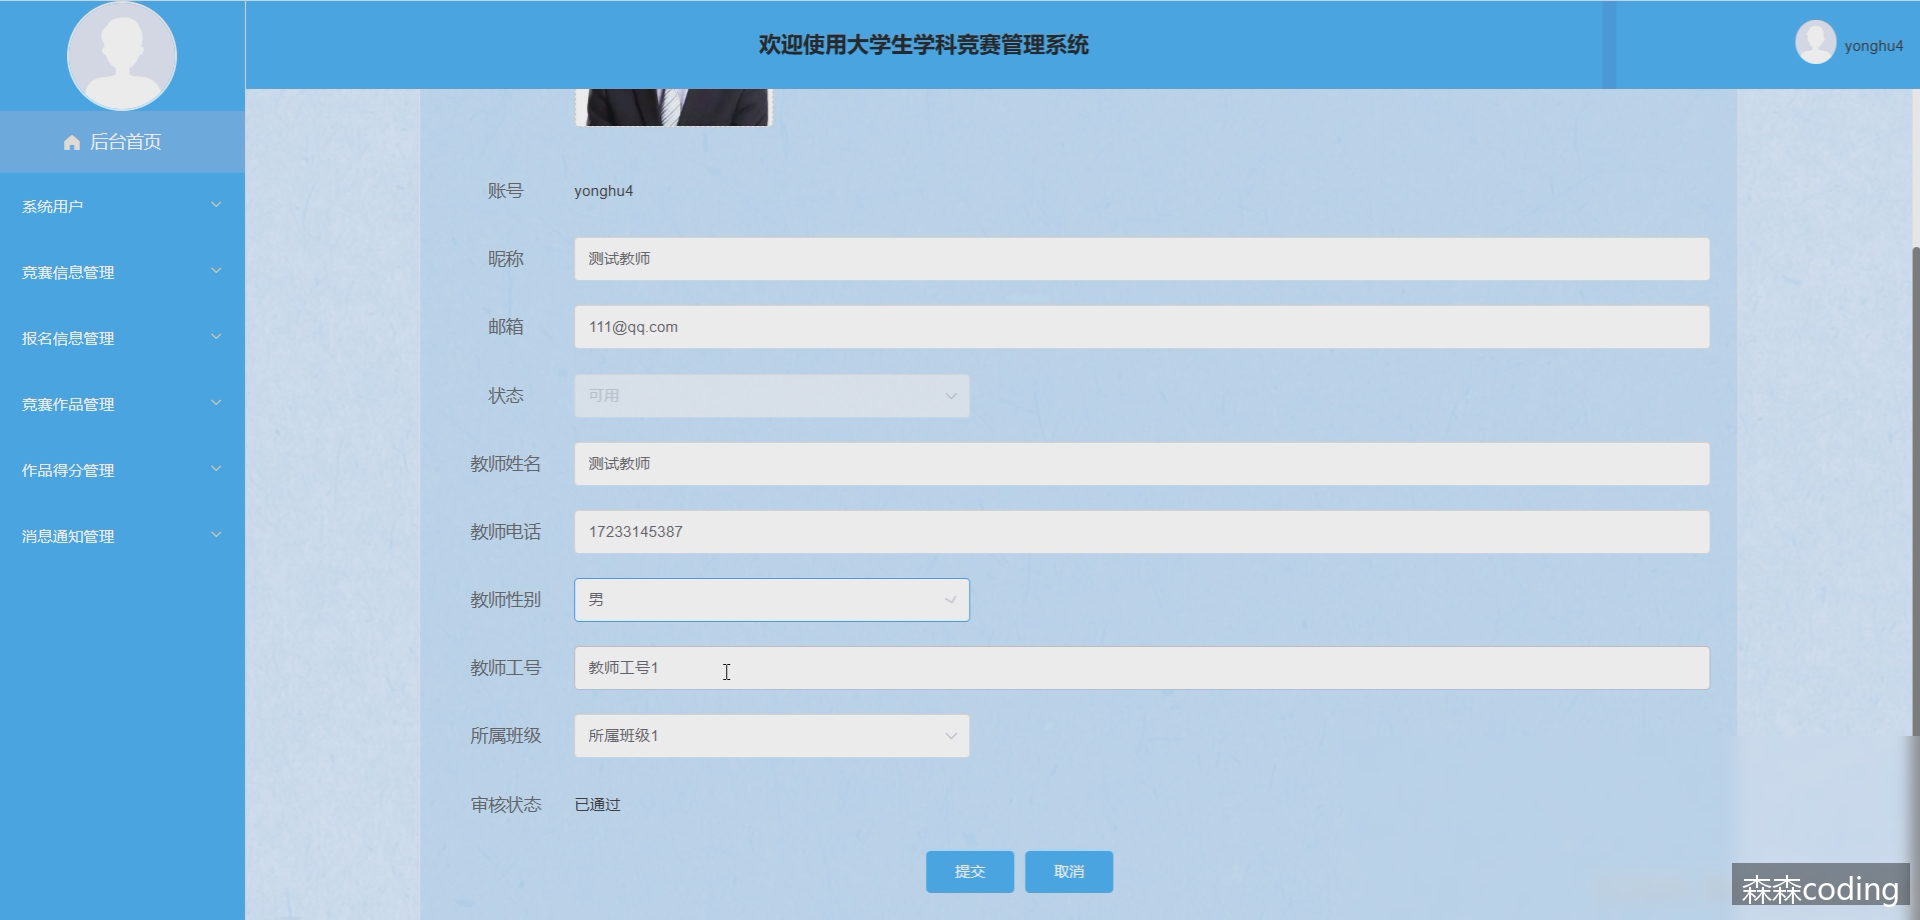 欢迎使用大学生学科竞赛管理系统
yonghu4
后台首页
系统用户
竞赛信息管理
报名信息管理
竞赛作品管理
作品得分管理
消息通知管理
账号 yonghu4
昵称 测试教师
邮箱 111@qq.com
状态 可用
教师姓名 测试教师
教师电话 17233145387
教师性别 男
教师工号 教师工号1
所属班级 所属班级1
审核状态 已通过
提交 取消
森森coding